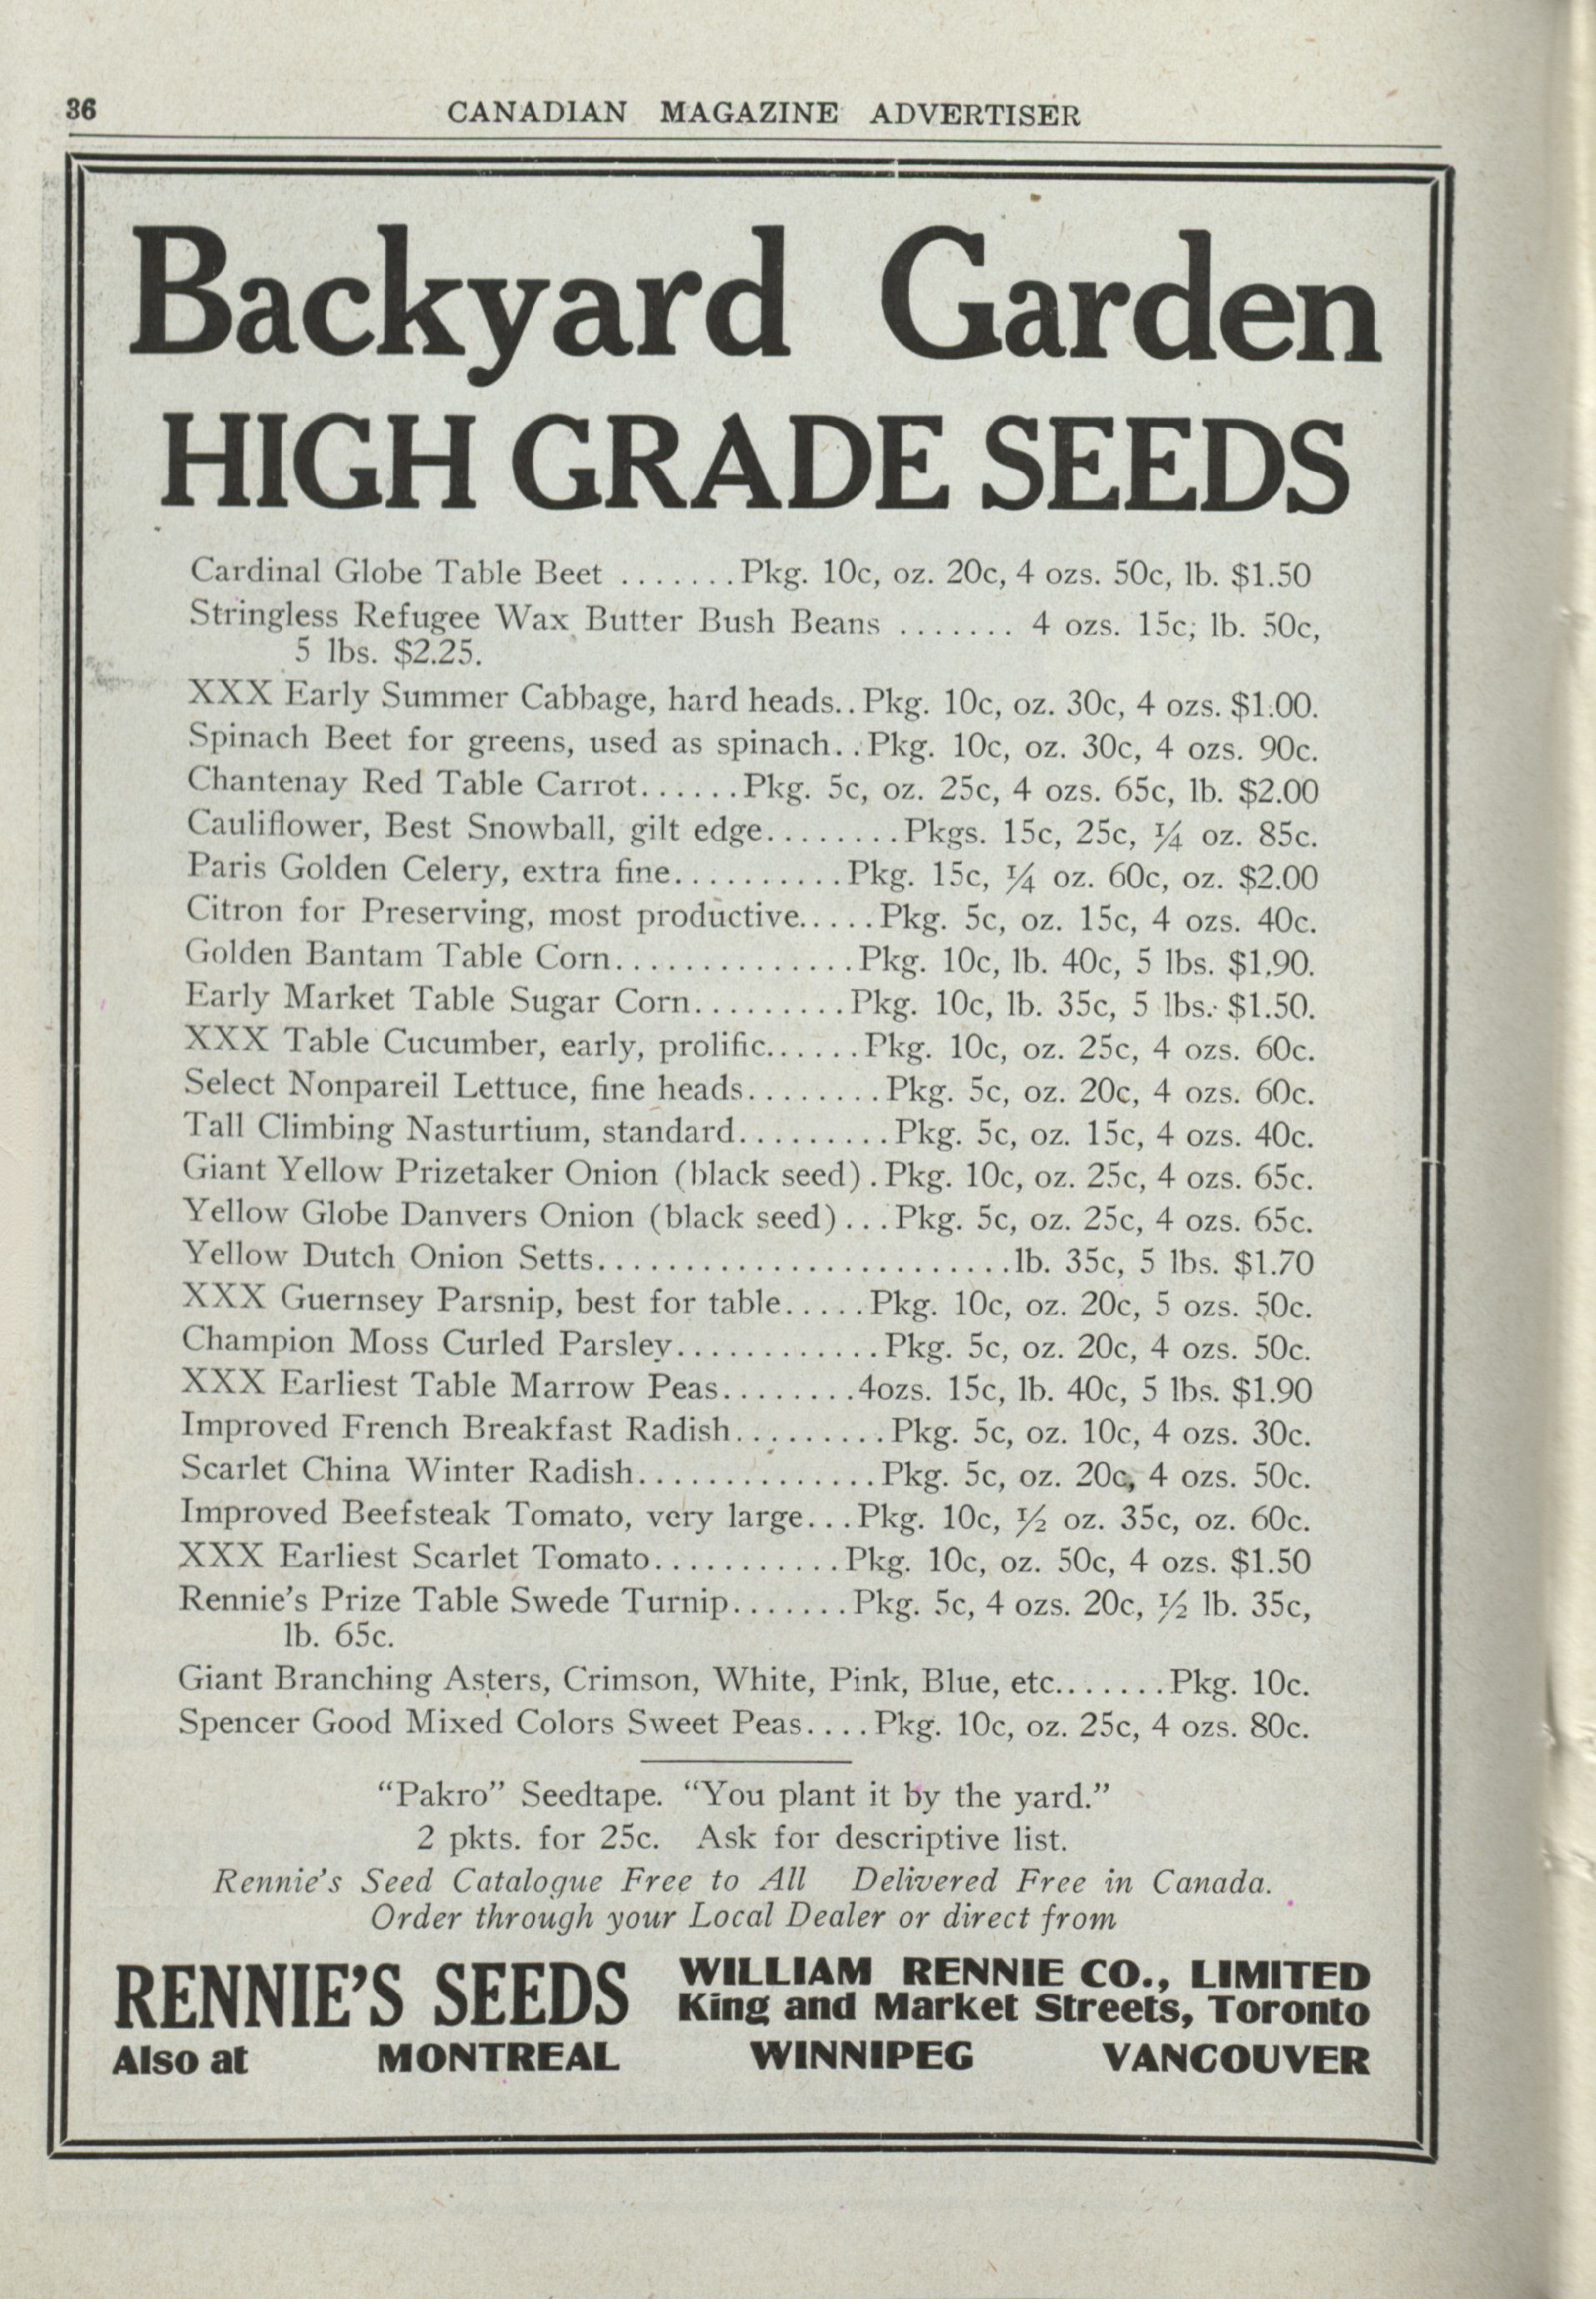 36
CANADIAN MAGAZINE ADVERTISER
Backyard Garden
HIGH GRADE SEEDS
Cardinal Globe Table Beet .......Pkg. 10c, oz. 20c, 4 ozs. 50c, lb. $1.50
Stringless Refugee Wax Butter Bush Beans ....... 4 ozs. 15c; lb. 50c,
5 lbs. $2.25.
XXX Early Summer Cabbage, hard heads..Pkg. 10c, oz. 30c, 4 ozs. $1.00.
Spinach Beet for greens, used as spinach..Pkg. 10c, oz. 30c, 4 ozs. 90c.
Chantenay Red Table Carrot.......Pkg. 5c, oz. 25c, 4 ozs. 65c, lb. $2.00
Cauliflower, Best Snowball, gilt edge.........Pkgs. 15c, 25c, ¼ oz. 85c.
Paris Golden Celery, extra fine...........Pkg. 15c, ¼ oz. 60c, oz. $2.00
Citron for Preserving, most productive.....Pkg. 5c, oz. 15c, 4 ozs. 40c.
Golden Bantam Table Corn..............Pkg. 10c, lb. 40c, 5 lbs. $1.90.
Early Market Table Sugar Corn.........Pkg. 10c, lb. 35c, 5 lbs. $1.50.
XXX Table Cucumber, early, prolific......Pkg. 10c, oz. 25c, 4 ozs. 60c.
Select Nonpareil Lettuce, fine heads........Pkg. 5c, oz. 20c, 4 ozs. 60c.
Tall Climbing Nasturtium, standard.........Pkg. 5c, oz. 15c, 4 ozs. 40c.
Giant Yellow Prizetaker Onion (black seed).Pkg. 10c, oz. 25c, 4 ozs. 65c.
Yellow Globe Danvers Onion (black seed)...Pkg. 5c, oz. 25c, 4 ozs. 65c.
Yellow Dutch Onion Setts........................lb. 35c, 5 lbs. $1.70
XXX Guernsey Parsnip, best for table.....Pkg. 10c, oz. 20c, 5 ozs. 50c.
Champion Moss Curled Parsley............Pkg. 5c, oz. 20c, 4 ozs. 50c.
XXX Earliest Table Marrow Peas........4ozs. 15c, lb. 40c, 5 lbs. $1.90
Improved French Breakfast Radish.........Pkg. 5c, oz. 10c, 4 ozs. 30c.
Scarlet China Winter Radish..............Pkg. 5c, oz. 20c, 4 ozs. 50c.
Improved Beefsteak Tomato, very large...Pkg. 10c, ½ oz. 35c, oz. 60c.
XXX Earliest Scarlet Tomato...........Pkg. 10c, oz. 50c, 4 ozs. $1.50
Rennie's Prize Table Swede Turnip.......Pkg. 5c, 4 ozs. 20c, ½ lb. 35c,
lb. 65c.
Giant Branching Asters, Crimson, White, Pink, Blue, etc.......Pkg. 10c.
Spencer Good Mixed Colors Sweet Peas....Pkg. 10c, oz. 25c, 4 ozs. 80c.
"Pakro" Seedtape. "You plant it by the yard."
2 pkts. for 25c. Ask for descriptive list.
Rennie's Seed Catalogue Free to All Delivered Free in Canada.
Order through your Local Dealer or direct from
RENNIE'S SEEDS
WILLIAM RENNIE CO., LIMITED
King and Market Streets, Toronto
Also at MONTREAL WINNIPEG VANCOUVER